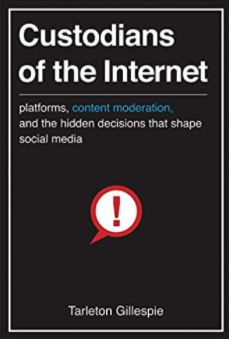 Custodians
of the Internet
platforms, content moderation,
and the hidden decisions that shape
social media
!
Tarleton Gillespie